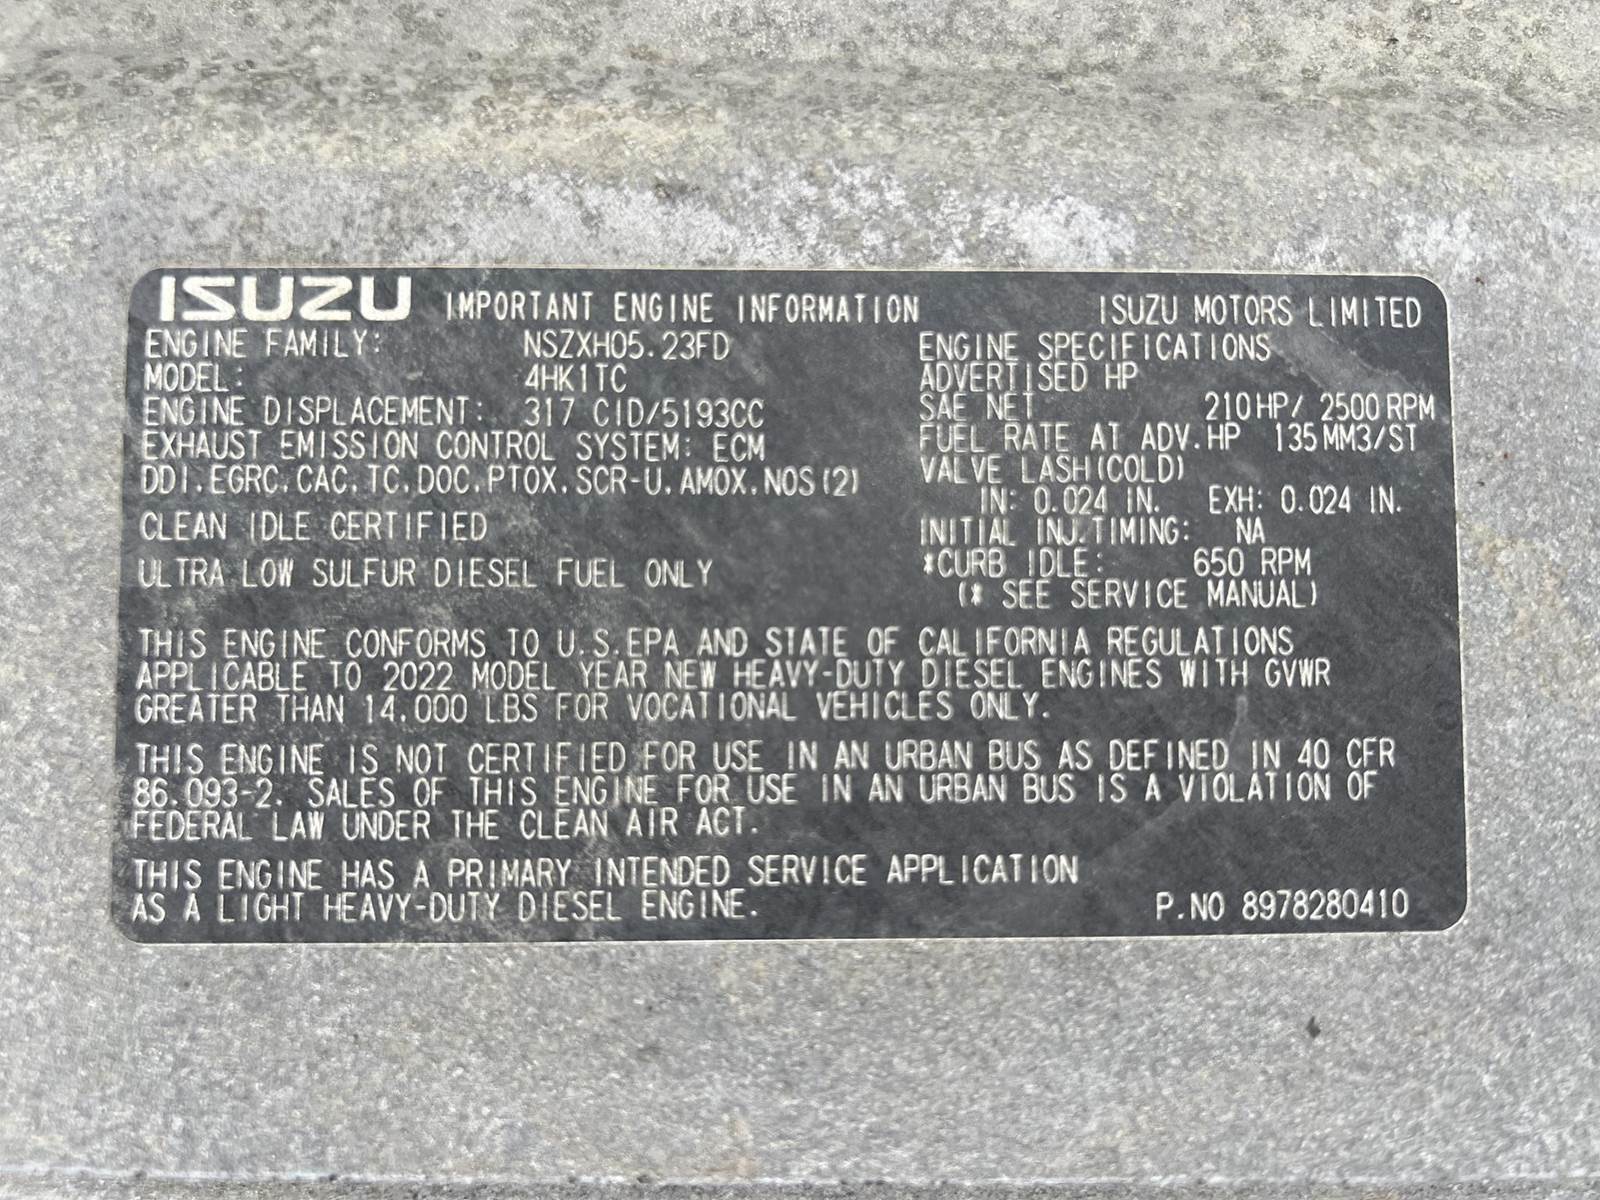 ISUZU IMPORTANT ENGINE INFORMATION ISUZU MOTORS LIMITED
ENGINE FAMILY: NSZXH05.23FD
MODEL: 4HK1TC
ENGINE DISPLACEMENT: 317 CID/5193CC
EXHAUST EMISSION CONTROL SYSTEM: ECM
DDI, EGRC, CAC, TC, DOC, PTOX, SCR-U, AMOX, NOS(2)
CLEAN IDLE CERTIFIED
ULTRA LOW SULFUR DIESEL FUEL ONLY
ENGINE SPECIFICATIONS
ADVERTISED HP
SAE NET 210HP/ 2500RPM
FUEL RATE AT ADV.HP 135MM3/ST
VALVE LASH(COLD)
IN: 0.024 IN. EXH: 0.024 IN.
INITIAL INJ.TIMING: NA
*CURB IDLE: 650 RPM
(* SEE SERVICE MANUAL)
THIS ENGINE CONFORMS TO U.S.EPA AND STATE OF CALIFORNIA REGULATIONS
APPLICABLE TO 2022 MODEL YEAR NEW HEAVY-DUTY DIESEL ENGINES WITH GVWR
GREATER THAN 14,000 LBS FOR VOCATIONAL VEHICLES ONLY.
THIS ENGINE IS NOT CERTIFIED FOR USE IN AN URBAN BUS AS DEFINED IN 40 CFR
86.093-2. SALES OF THIS ENGINE FOR USE IN AN URBAN BUS IS A VIOLATION OF
FEDERAL LAW UNDER THE CLEAN AIR ACT.
THIS ENGINE HAS A PRIMARY INTENDED SERVICE APPLICATION
AS A LIGHT HEAVY-DUTY DIESEL ENGINE. P.NO 8978280410